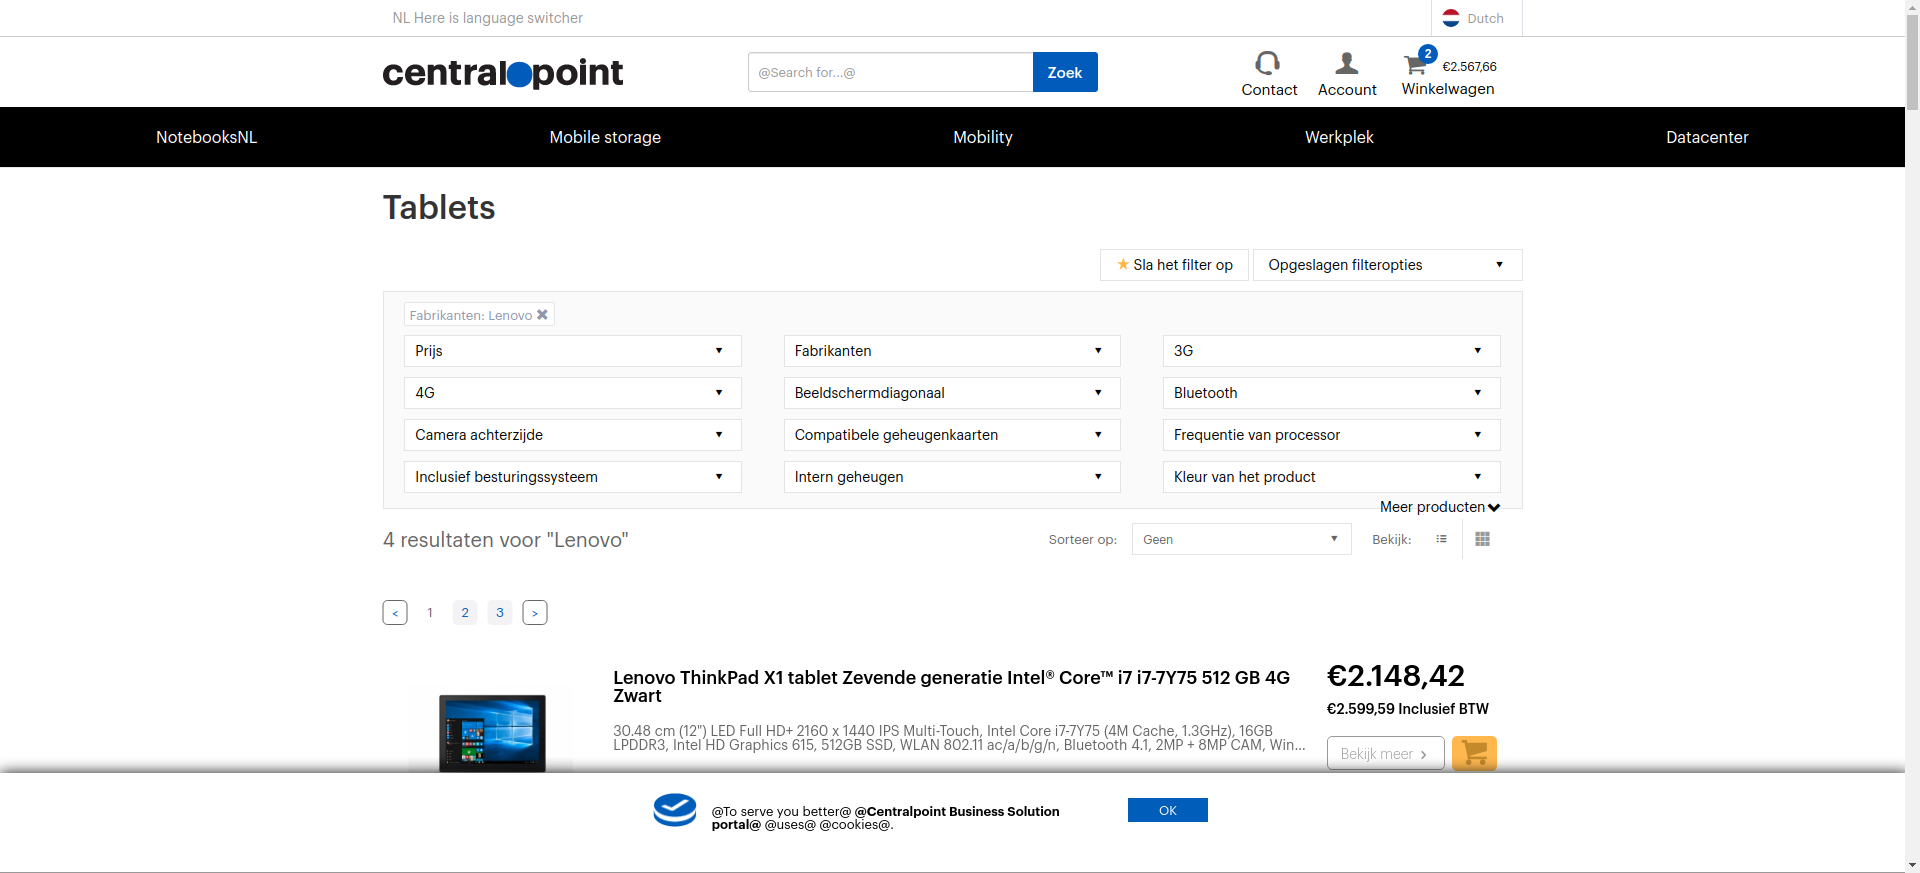 NL Here is language switcher
Dutch
central point
@Search for...@
Zoek
2
€2.567,66
Contact
Account
Winkelwagen
NotebooksNL
Mobile storage
Mobility
Werkplek
Datacenter
Tablets
★ Sla het filter op
Opgeslagen filteropties
Fabrikanten: Lenovo ✖
Prijs
Fabrikanten
3G
4G
Beeldschermdiagonaal
Bluetooth
Camera achterzijde
Compatibele geheugenkaarten
Frequentie van processor
Inclusief besturingssysteem
Intern geheugen
Kleur van het product
Meer producten
4 resultaten voor "Lenovo"
Sorteer op:
Geen
Bekijk:
< 1 2 3 >
Lenovo ThinkPad X1 tablet Zevende generatie Intel® Core™ i7 i7-7Y75 512 GB 4G
Zwart
€2.148,42
€2.599,59 Inclusief BTW
30.48 cm (12") LED Full HD+ 2160 x 1440 IPS Multi-Touch, Intel Core i7-7Y75 (4M Cache, 1.3GHz), 16GB
LPDDR3, Intel HD Graphics 615, 512GB SSD, WLAN 802.11 ac/a/b/g/n, Bluetooth 4.1, 2MP + 8MP CAM, Win...
Bekijk meer ›
@To serve you better@ @Centralpoint Business Solution
portal@ @uses@ @cookies@.
OK